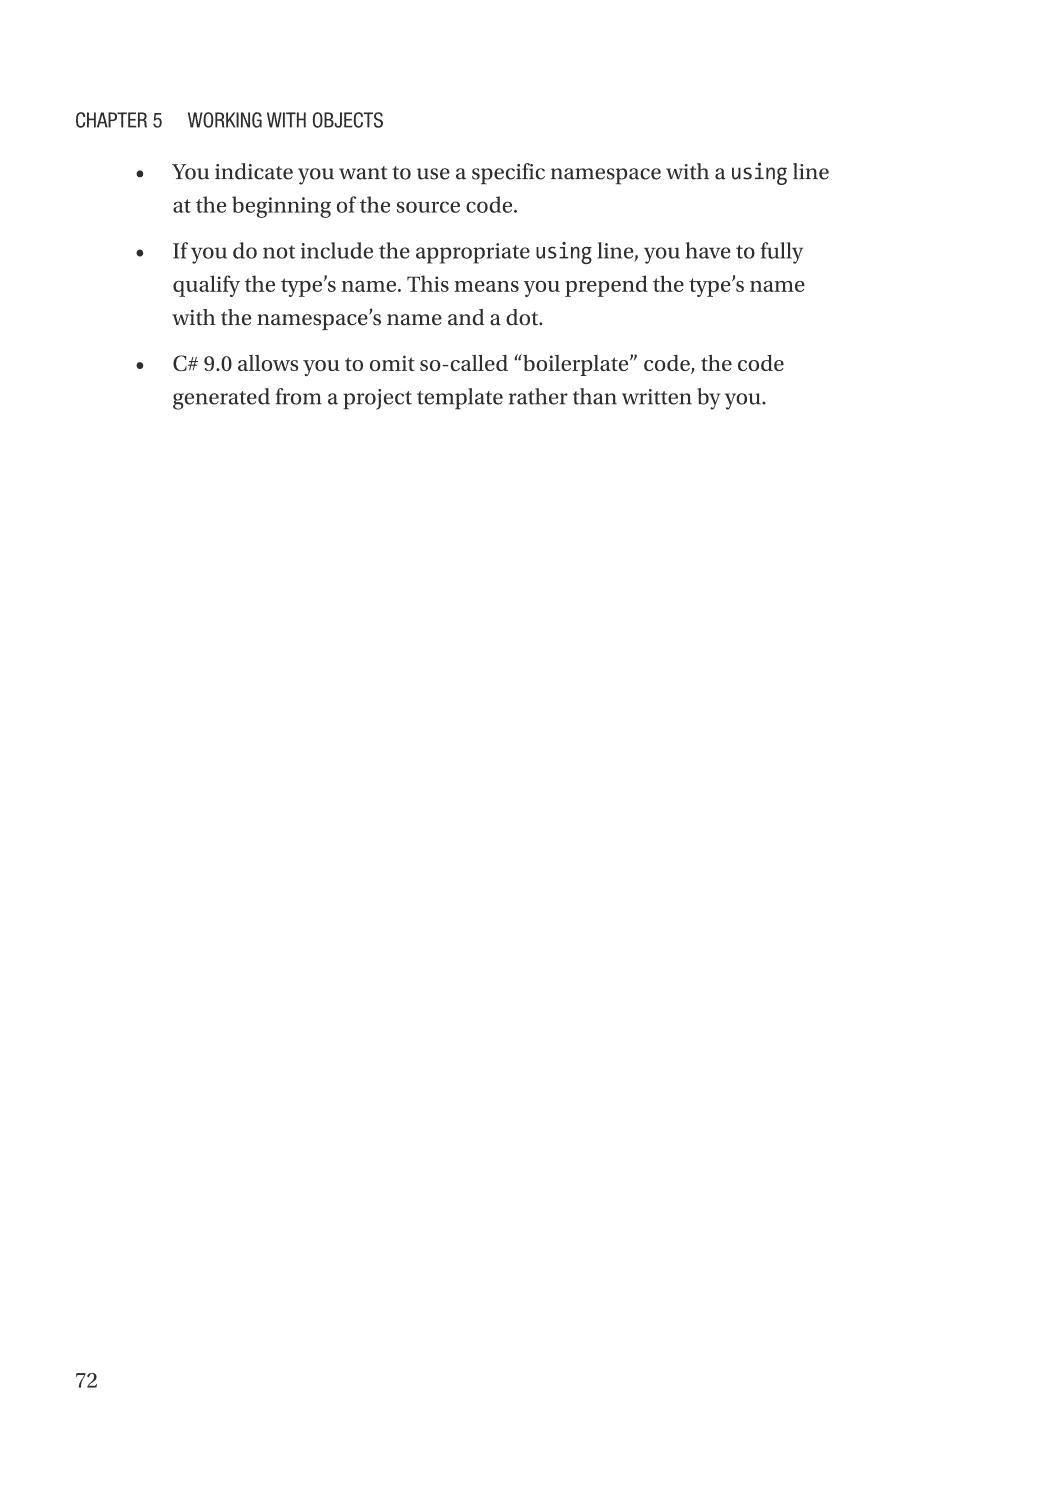 CHAPTER 5 WORKING WITH OBJECTS
• You indicate you want to use a specific namespace with a using line
at the beginning of the source code.
• If you do not include the appropriate using line, you have to fully
qualify the type’s name. This means you prepend the type’s name
with the namespace’s name and a dot.
• C# 9.0 allows you to omit so-called “boilerplate” code, the code
generated from a project template rather than written by you.
72